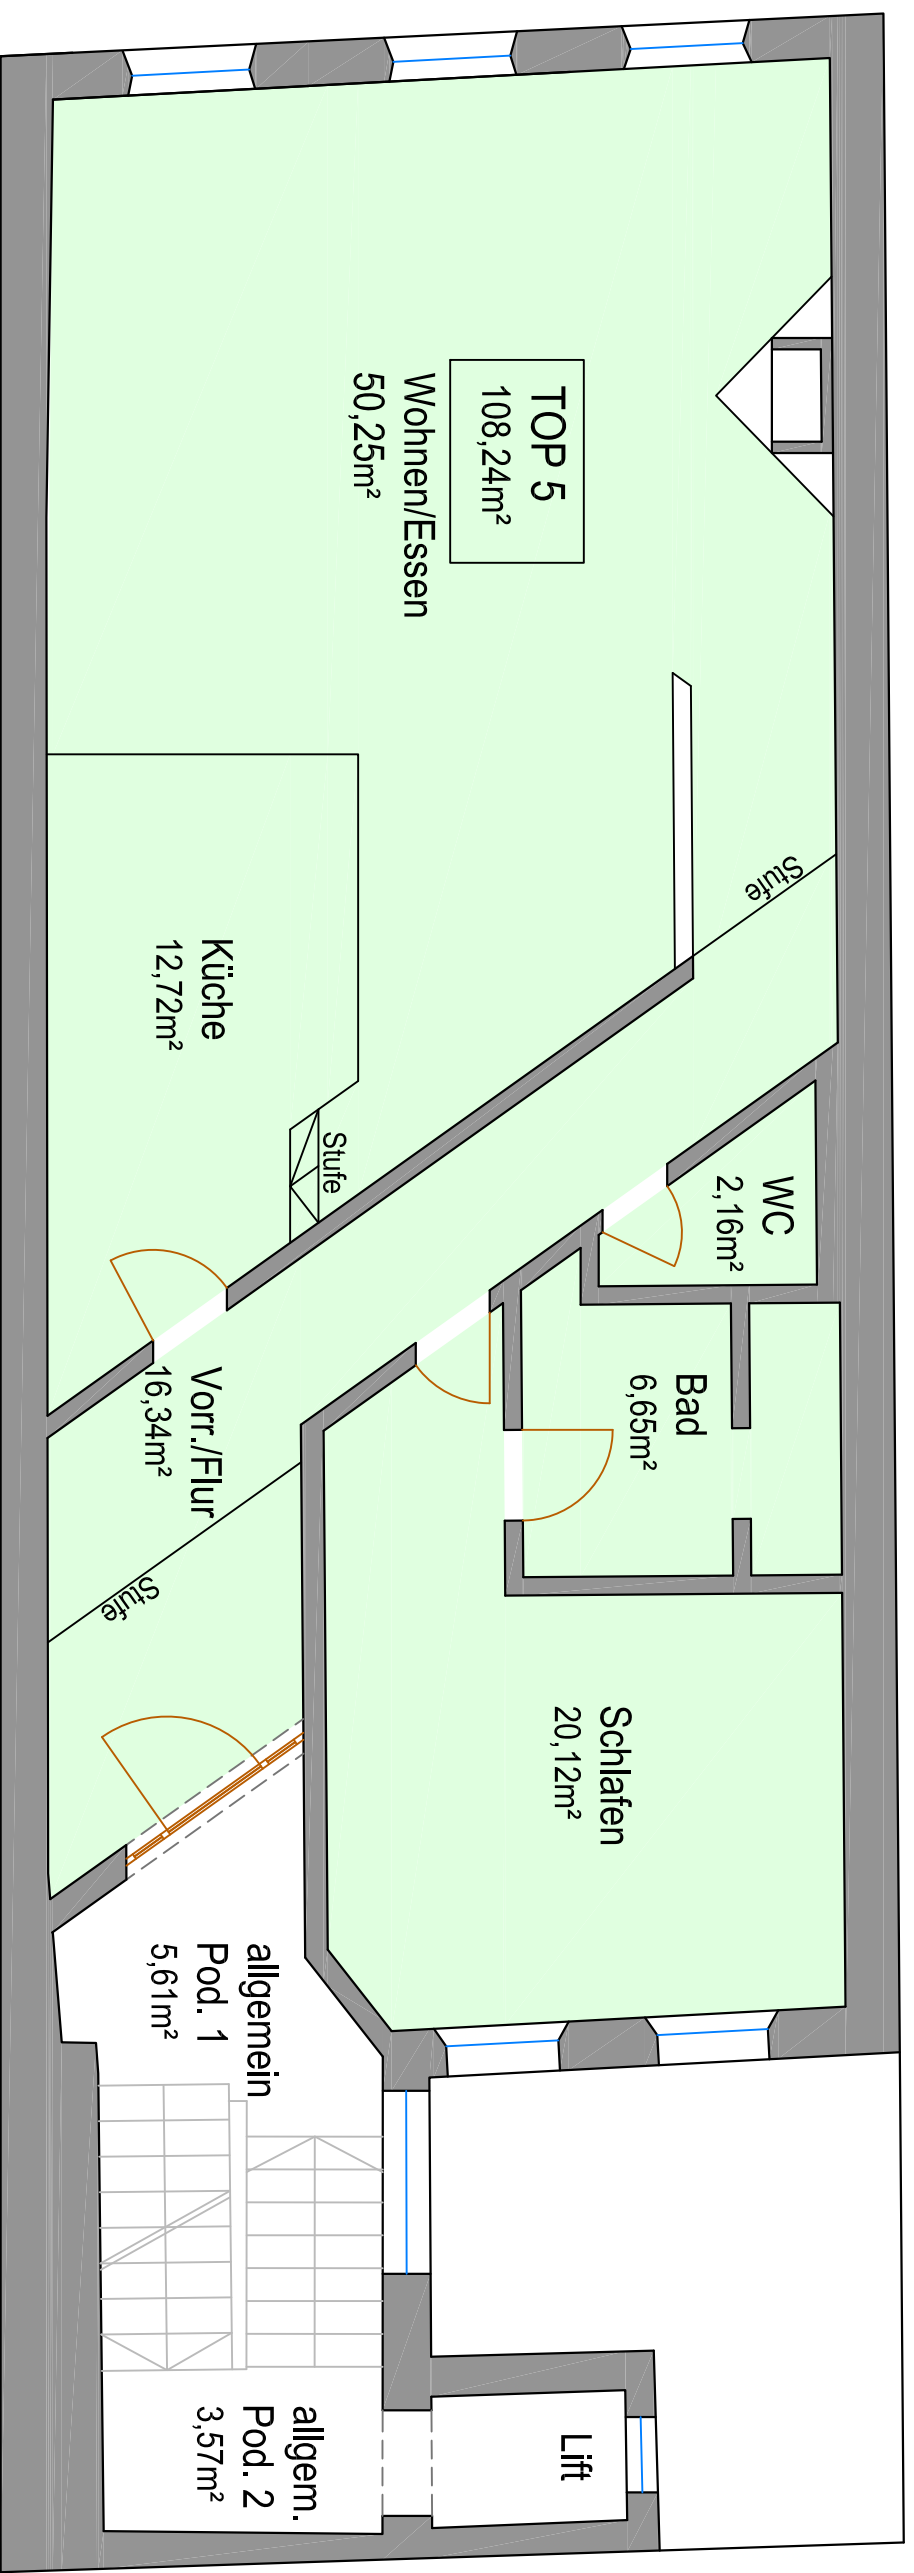 TOP 5
108,24m²
Wohnen/Essen
50,25m²
Stufe
Küche
12,72m²
Stufe
WC
2,16m²
Bad
6,65m²
Vorr./Flur
16,34m²
Stufe
Schlafen
20,12m²
allgemein
Pod. 1
5,61m²
allgem.
Pod. 2
3,57m²
Lift